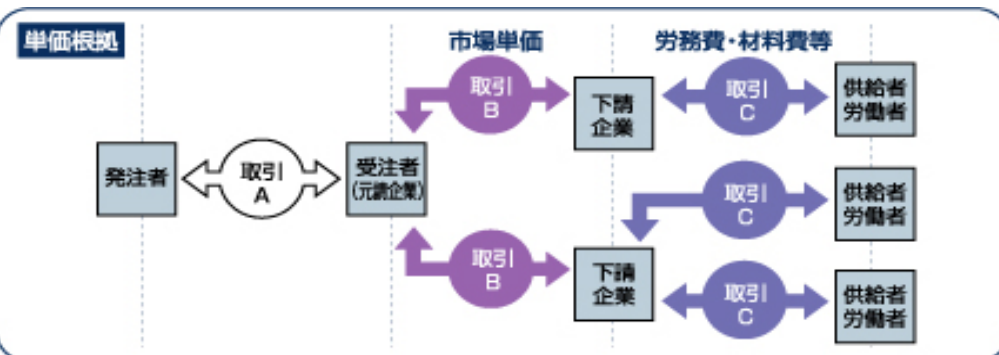 単価根拠
市場単価
労務費・材料費等
取引
B
下請
企業
取引
C
供給者
労働者
発注者
取引
A
受注者
(元請企業)
取引
C
供給者
労働者
取引
B
下請
企業
取引
C
供給者
労働者